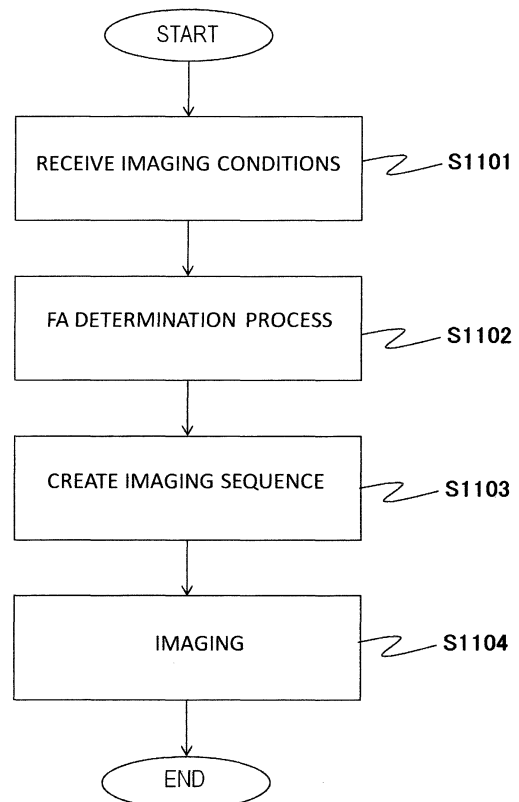 START
RECEIVE IMAGING CONDITIONS
S1101
FA DETERMINATION PROCESS
S1102
CREATE IMAGING SEQUENCE
S1103
IMAGING
S1104
END